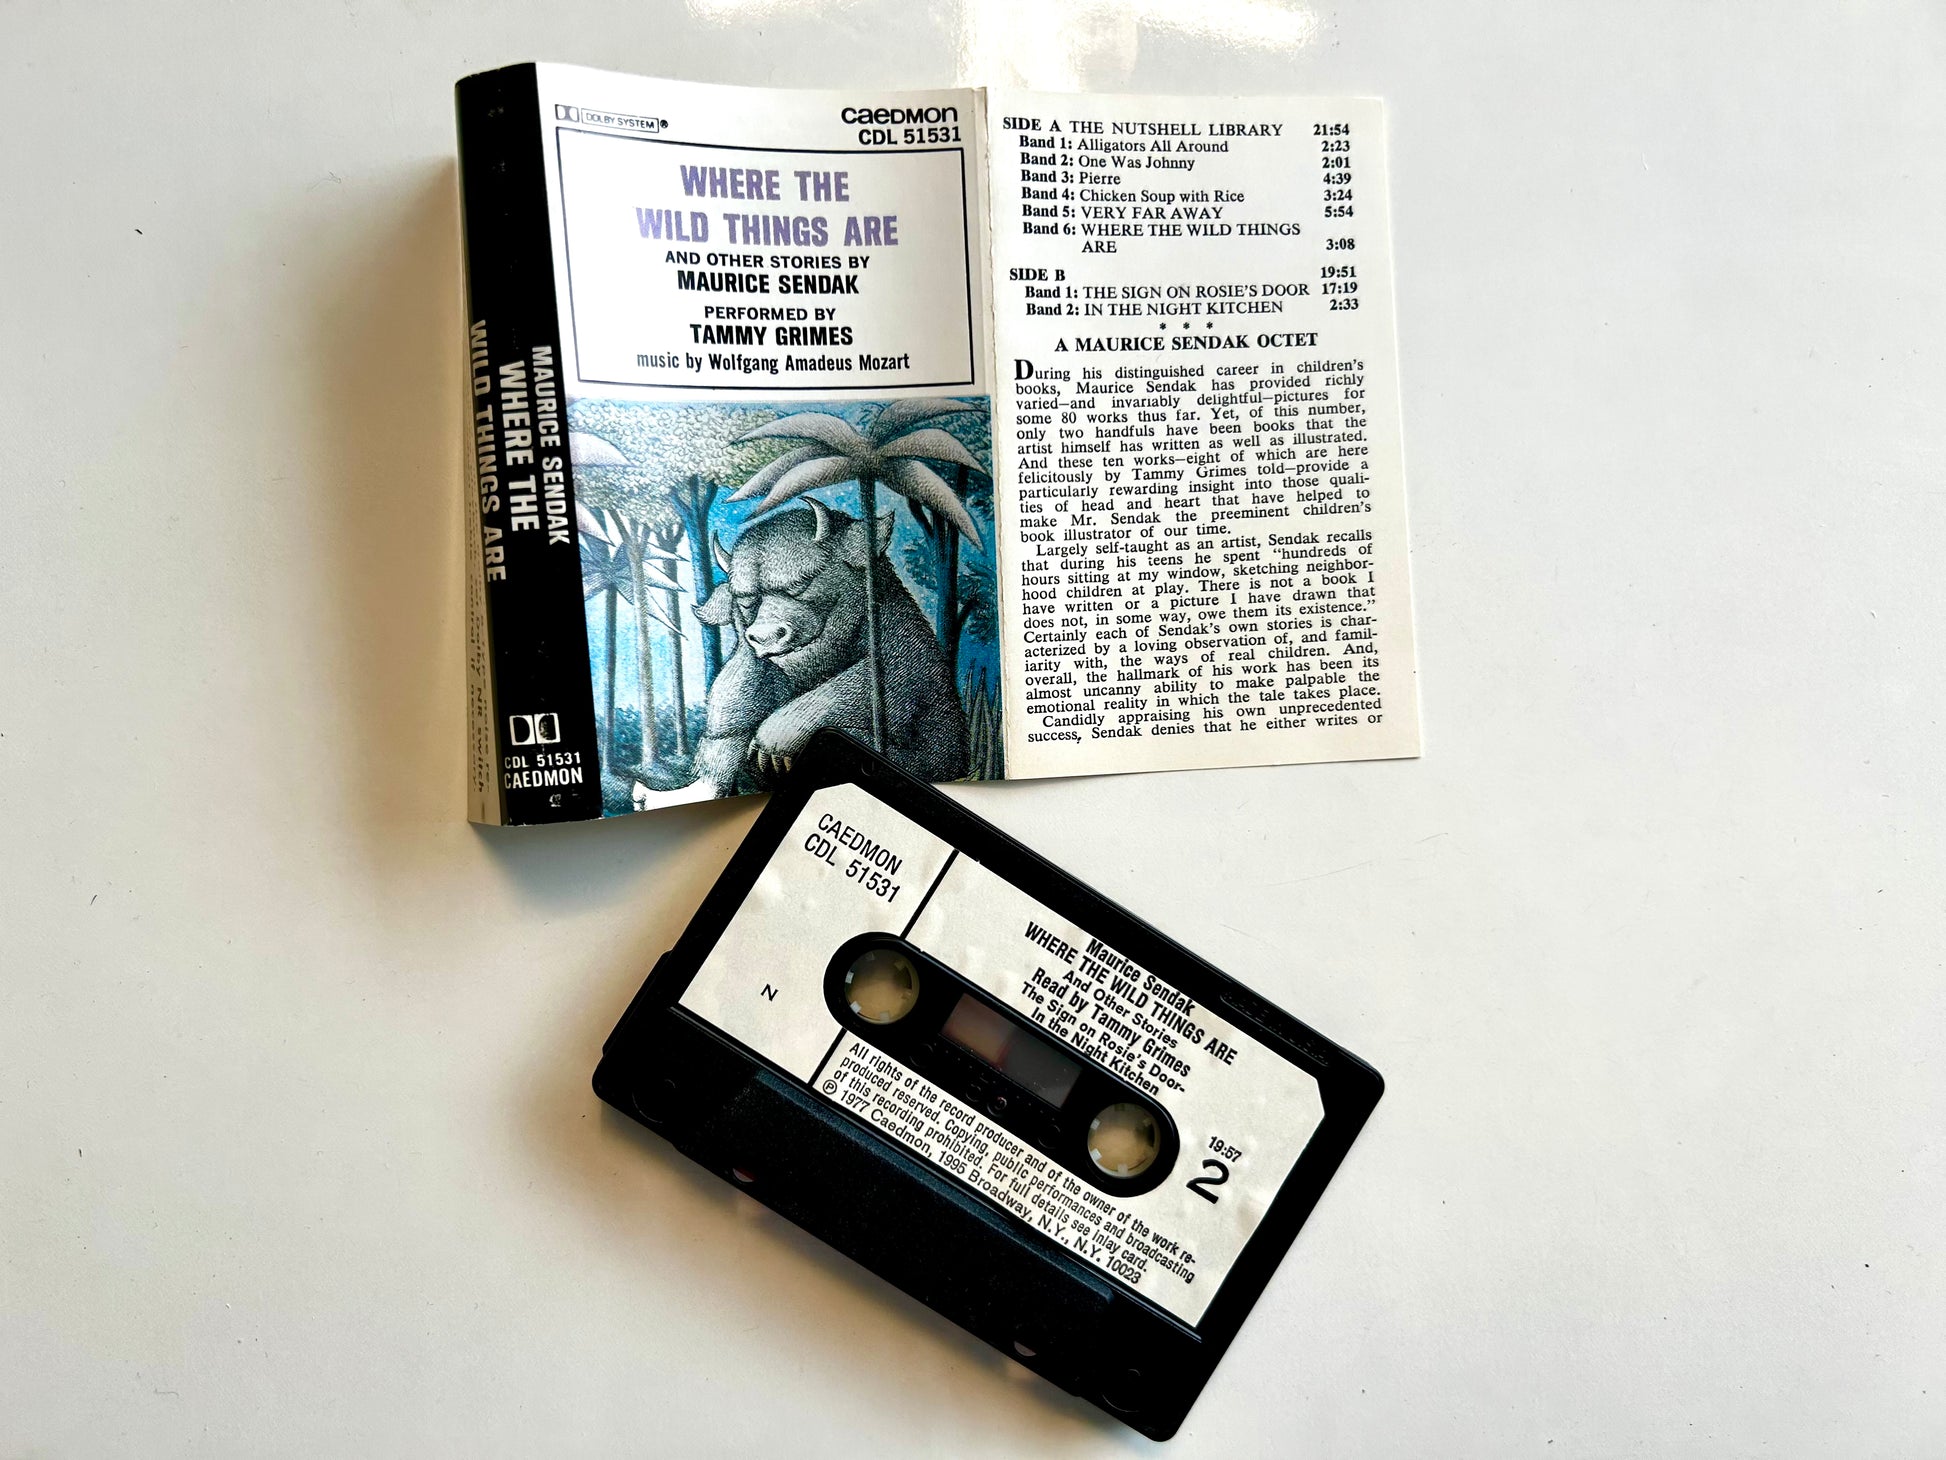 DOLBY SYSTEM®
CAEDMON
CDL 51531
WHERE THE
WILD THINGS ARE
AND OTHER STORIES BY
MAURICE SENDAK
PERFORMED BY
TAMMY GRIMES
music by Wolfgang Amadeus Mozart
MAURICE SENDAK
WHERE THE
WILD THINGS ARE
CDL 51531
CAEDMON
SIDE A THE NUTSHELL LIBRARY 21:54
Band 1: Alligators All Around 2:23
Band 2: One Was Johnny 2:01
Band 3: Pierre 4:39
Band 4: Chicken Soup with Rice 3:24
Band 5: VERY FAR AWAY 5:54
Band 6: WHERE THE WILD THINGS
ARE 3:08
SIDE B 19:51
Band 1: THE SIGN ON ROSIE'S DOOR 17:19
Band 2: IN THE NIGHT KITCHEN 2:33
* * *
A MAURICE SENDAK OCTET
During his distinguished career in children's
books, Maurice Sendak has provided richly
varied—and invariably delightful—pictures for
some 80 works thus far. Yet, of this number,
only two handfuls have been books that the
artist himself has written as well as illustrated.
And these ten works—eight of which are here
felicitously by Tammy Grimes told—provide a
particularly rewarding insight into those quali-
ties of head and heart that have helped to
make Mr. Sendak the preeminent children's
book illustrator of our time.
Largely self-taught as an artist, Sendak recalls
that during his teens he spent "hundreds of
hours sitting at my window, sketching neighbor-
hood children at play. There is not a book I
have written or a picture I have drawn that
does not, in some way, owe them its existence."
Certainly each of Sendak's own stories is char-
acterized by a loving observation of, and famil-
iarity with, the ways of real children. And,
overall, the hallmark of his work has been its
almost uncanny ability to make palpable the
emotional reality in which the tale takes place.
Candidly appraising his own unprecedented
success, Sendak denies that he either writes or
CAEDMON
CDL 51531
N
Maurice Sendak
WHERE THE WILD THINGS ARE
And Other Stories
Read by Tammy Grimes
The Sign on Rosie's Door-
In the Night Kitchen
19:57
2
All rights of the record producer and of the owner of the work re-
produced reserved. Copying, public performances and broadcasting
of this recording prohibited. For full details see inlay card.
℗ 1977 Caedmon, 1995 Broadway, N.Y., N.Y. 10023